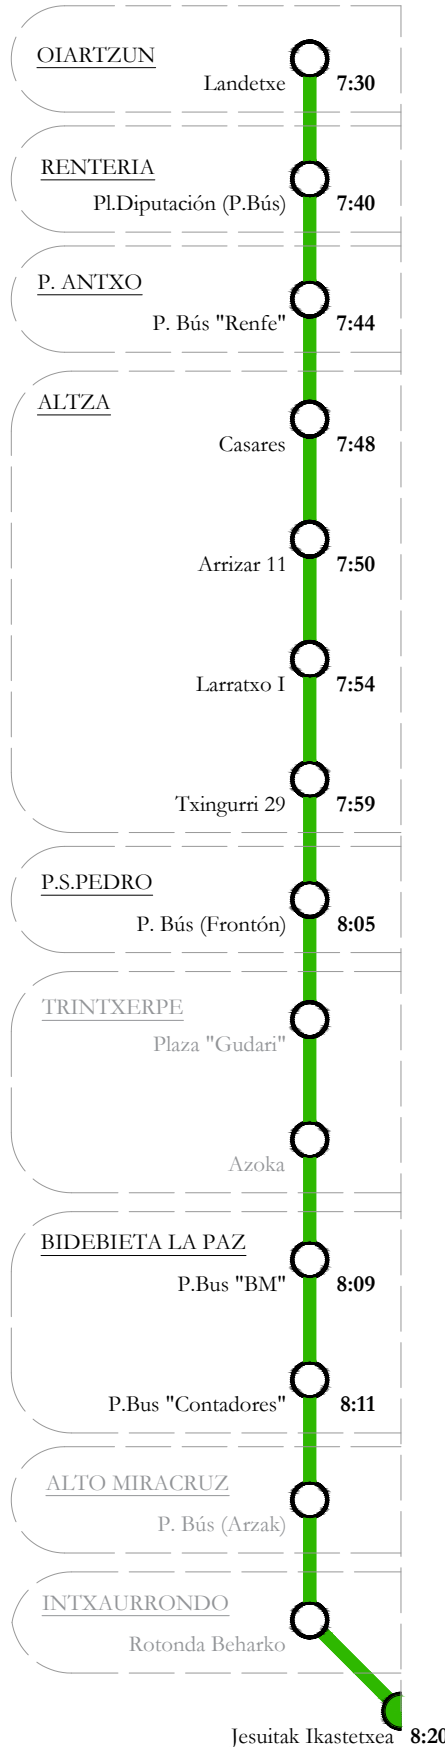 OIARTZUN
Landetxe 7:30
RENTERIA
Pl.Diputación (P.Bús) 7:40
P. ANTXO
P. Bús "Renfe" 7:44
ALTZA
Casares 7:48
Arrizar 11 7:50
Larratxo I 7:54
Txingurri 29 7:59
P.S.PEDRO
P. Bús (Frontón) 8:05
TRINTXERPE
Plaza "Gudari"
Azoka
BIDEBIETA LA PAZ
P.Bus "BM" 8:09
P.Bus "Contadores" 8:11
ALTO MIRACRUZ
P. Bús (Arzak)
INTXAURRONDO
Rotonda Beharko
Jesuitak Ikastetxea 8:20